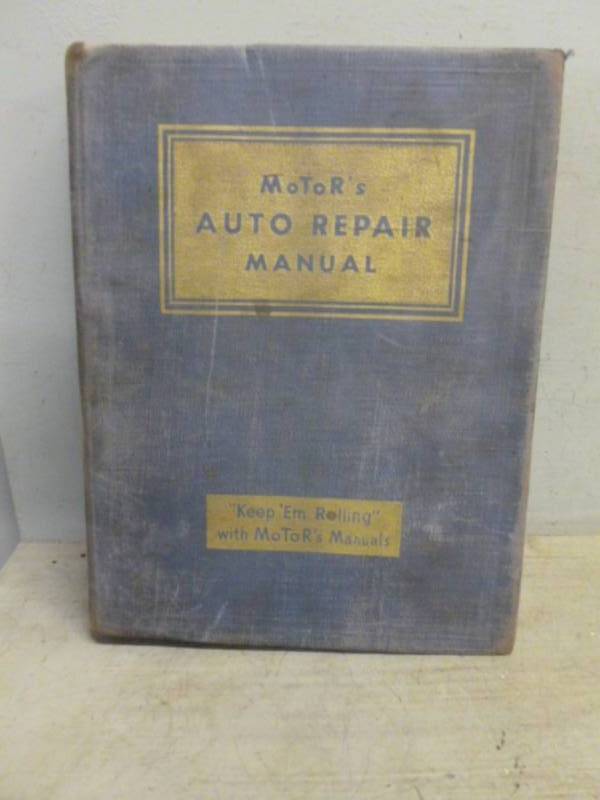 MoToR's
AUTO REPAIR
MANUAL
"Keep 'Em Rolling"
with MoToR's Manuals